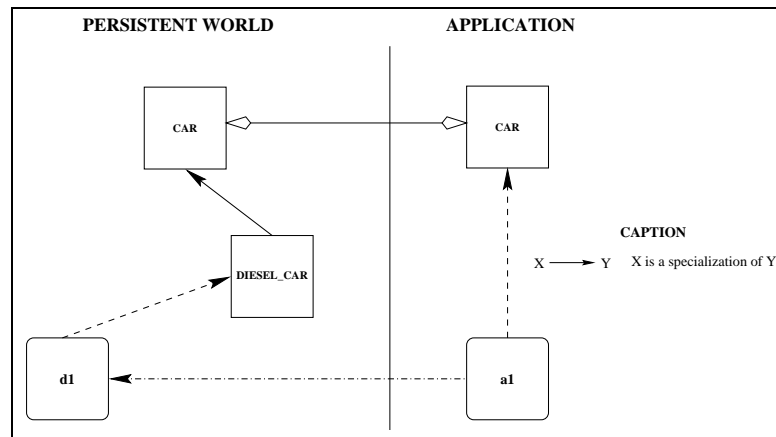 PERSISTENT WORLD
APPLICATION
CAR
CAR
CAPTION
X Y X is a specialization of Y
DIESEL_CAR
d1
a1